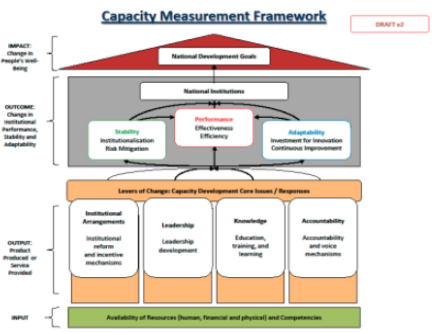 Capacity Measurement Framework
DRAFT v2
IMPACT:
Change in
People's Well-
Being
National Development Goals
National Institutions
OUTCOME:
Change in
Institutional
Performance,
Stability and
Adaptability
Stability
Institutionalisation
Risk Mitigation
Performance
Effectiveness
Efficiency
Adaptability
Investment for Innovation
Continuous Improvement
Levers of Change: Capacity Development Core Issues / Responses
OUTPUT:
Product
Produced or
Service
Provided
Institutional
Arrangements
Institutional
reform
and incentive
mechanisms
Leadership
Leadership
development
Knowledge
Education,
training, and
learning
Accountability
Accountability
and voice
mechanisms
INPUT
Availability of Resources (human, financial and physical) and Competencies